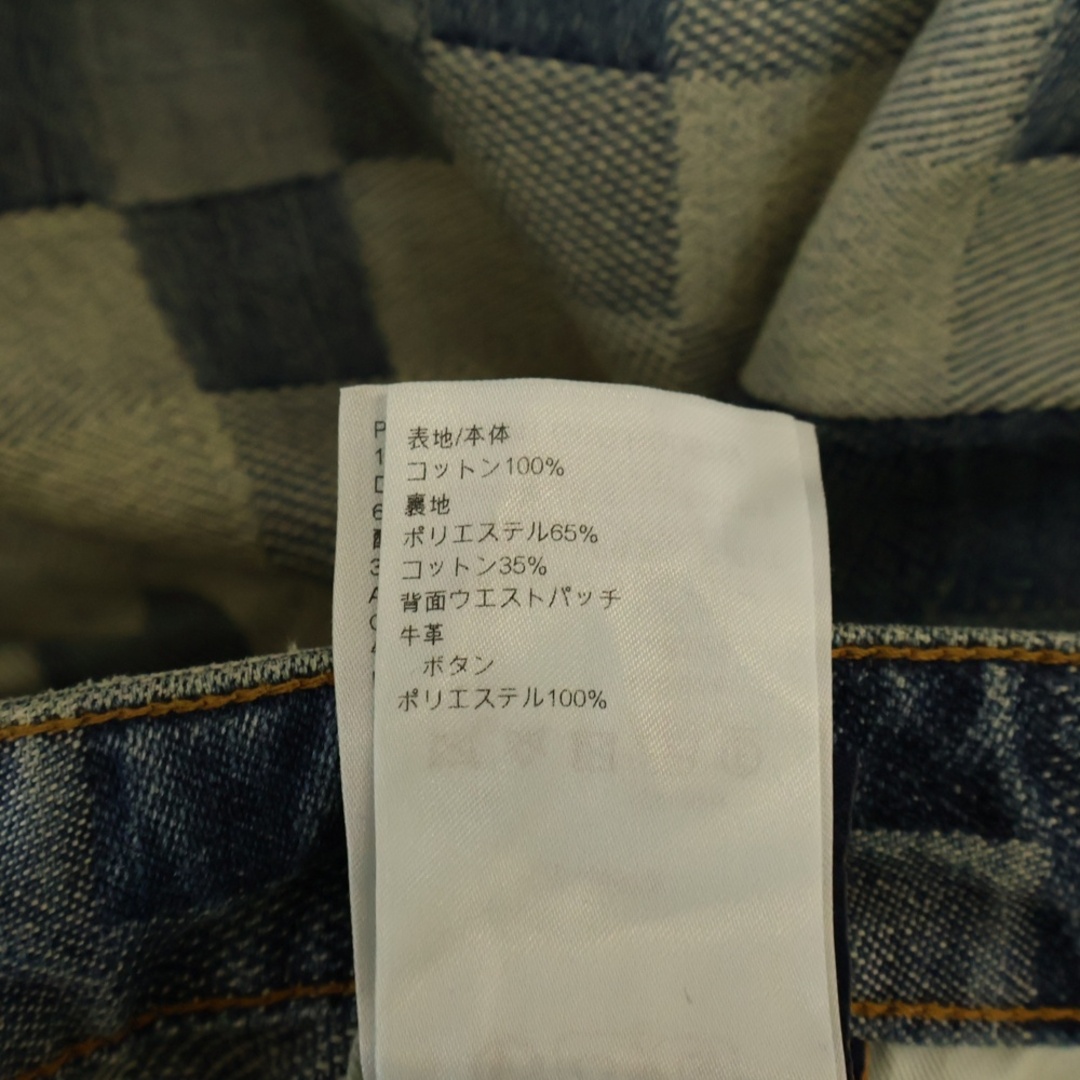 表地/本体
コットン100%
裏地
ポリエステル65%
コットン35%
背面ウエストパッチ
牛革
ボタン
ポリエステル100%